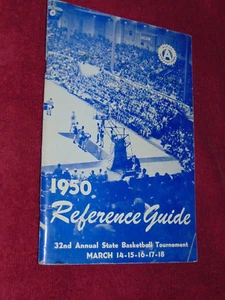 1950
Reference Guide
32nd Annual State Basketball Tournament
MARCH 14-15-16-17-18